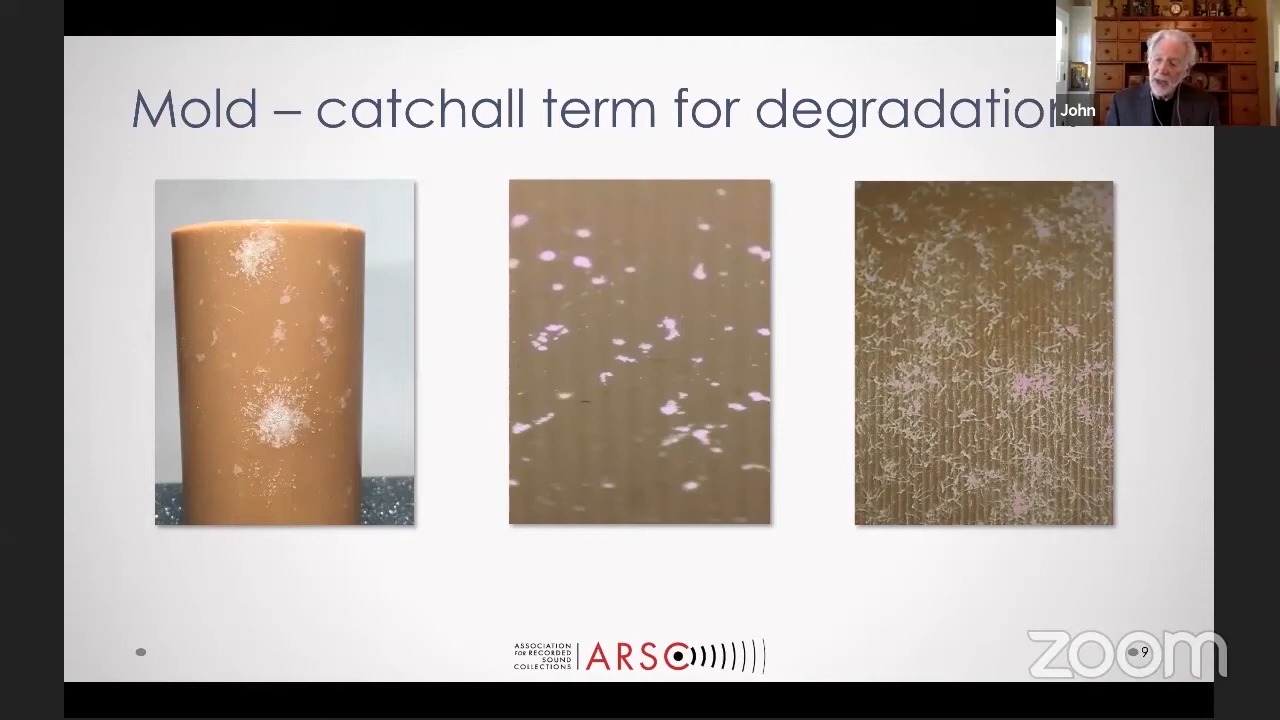 Mold – catchall term for degradation
John
ASSOCIATION
FOR RECORDED
SOUND
COLLECTIONS
ARSC
zoom
9